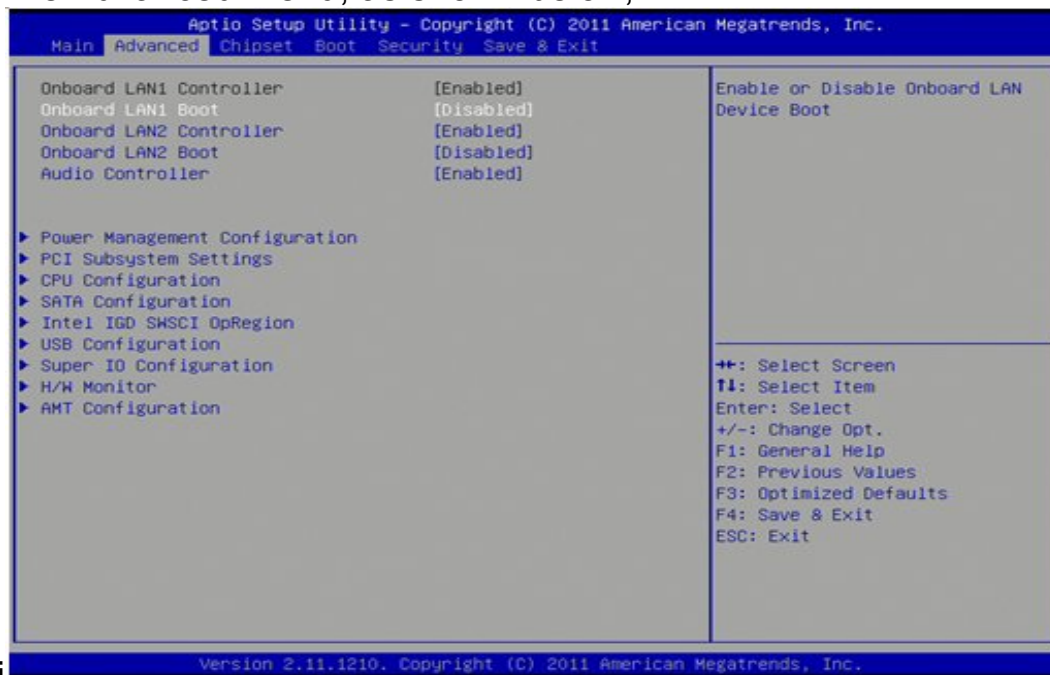 Aptio Setup Utility – Copyright (C) 2011 American Megatrends, Inc.
Main Advanced Chipset Boot Security Save & Exit
Onboard LAN1 Controller [Enabled]
Onboard LAN1 Boot [Disabled]
Onboard LAN2 Controller [Enabled]
Onboard LAN2 Boot [Disabled]
Audio Controller [Enabled]
▶ Power Management Configuration
▶ PCI Subsystem Settings
▶ CPU Configuration
▶ SATA Configuration
▶ Intel IGD SWSCI OpRegion
▶ USB Configuration
▶ Super IO Configuration
▶ H/W Monitor
▶ AMT Configuration
Enable or Disable Onboard LAN
Device Boot
→←: Select Screen
↑↓: Select Item
Enter: Select
+/-: Change Opt.
F1: General Help
F2: Previous Values
F3: Optimized Defaults
F4: Save & Exit
ESC: Exit
Version 2.11.1210. Copyright (C) 2011 American Megatrends, Inc.